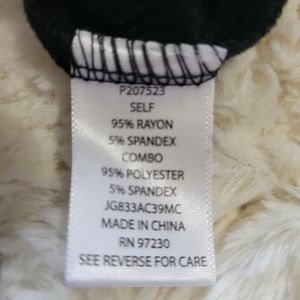 P207523
SELF
95% RAYON
5% SPANDEX
COMBO
95% POLYESTER
5% SPANDEX
JG833AC39MC
MADE IN CHINA
RN 97230
SEE REVERSE FOR CARE